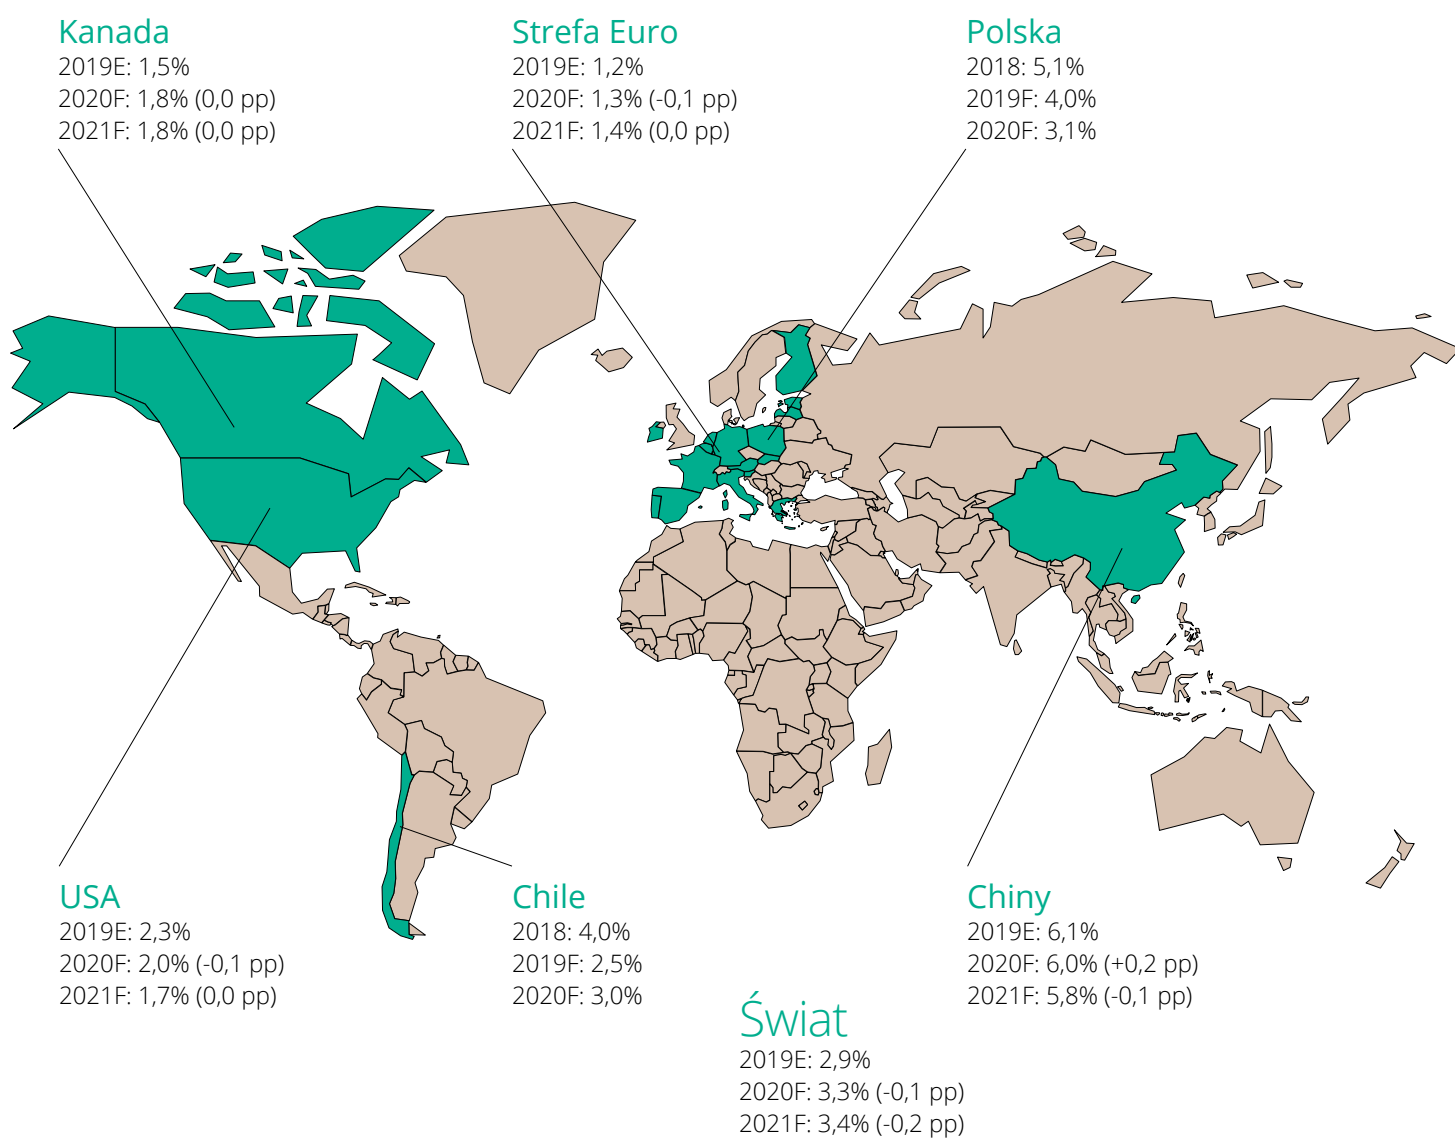 Kanada
2019E: 1,5%
2020F: 1,8% (0,0 pp)
2021F: 1,8% (0,0 pp)
Strefa Euro
2019E: 1,2%
2020F: 1,3% (-0,1 pp)
2021F: 1,4% (0,0 pp)
Polska
2018: 5,1%
2019F: 4,0%
2020F: 3,1%
USA
2019E: 2,3%
2020F: 2,0% (-0,1 pp)
2021F: 1,7% (0,0 pp)
Chile
2018: 4,0%
2019F: 2,5%
2020F: 3,0%
Chiny
2019E: 6,1%
2020F: 6,0% (+0,2 pp)
2021F: 5,8% (-0,1 pp)
Świat
2019E: 2,9%
2020F: 3,3% (-0,1 pp)
2021F: 3,4% (-0,2 pp)